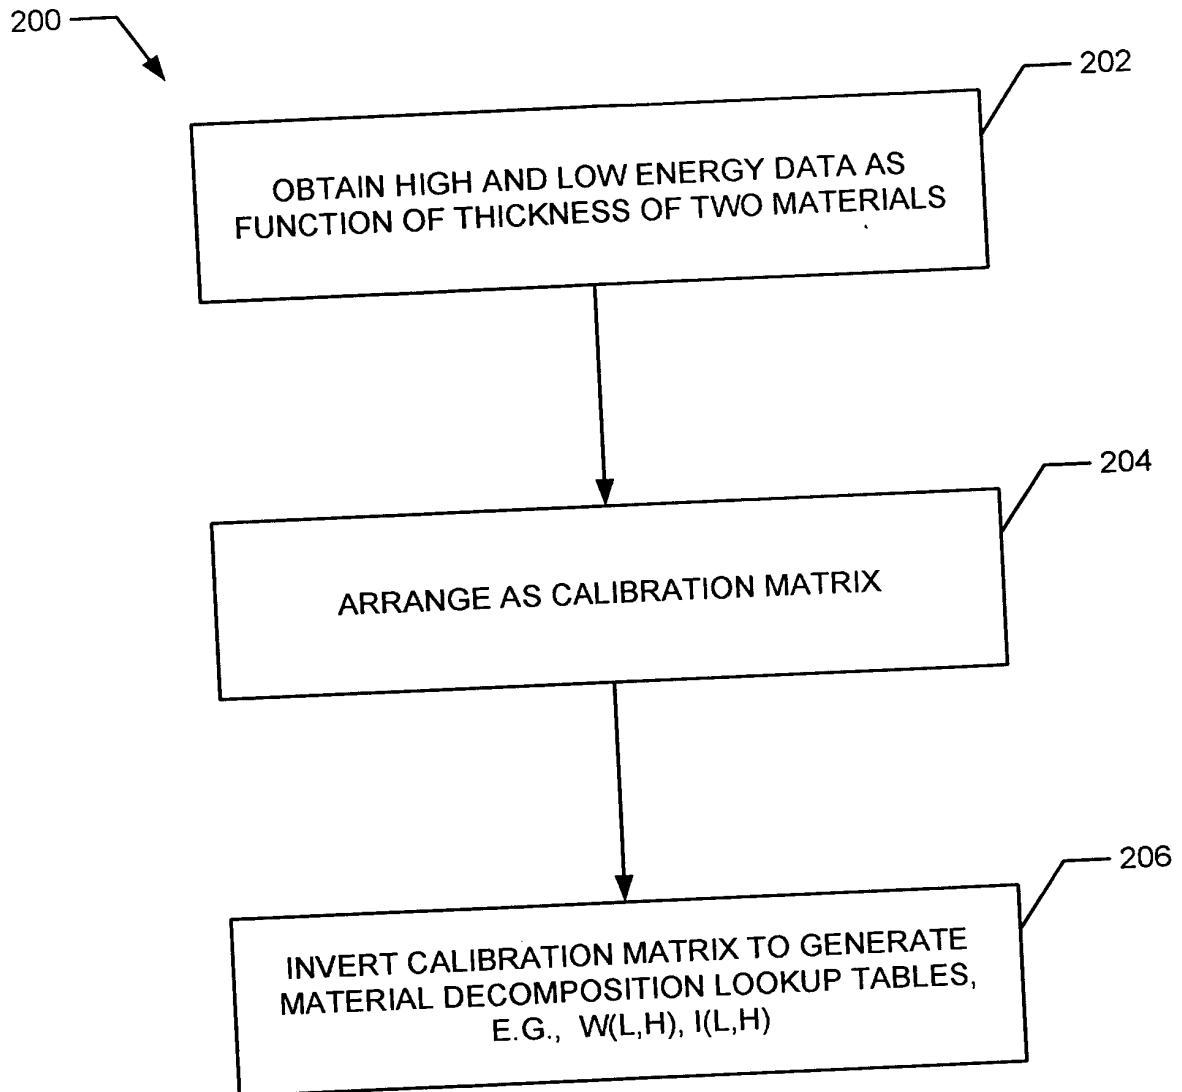 200
202
OBTAIN HIGH AND LOW ENERGY DATA AS
FUNCTION OF THICKNESS OF TWO MATERIALS
204
ARRANGE AS CALIBRATION MATRIX
206
INVERT CALIBRATION MATRIX TO GENERATE
MATERIAL DECOMPOSITION LOOKUP TABLES,
E.G., W(L,H), I(L,H)